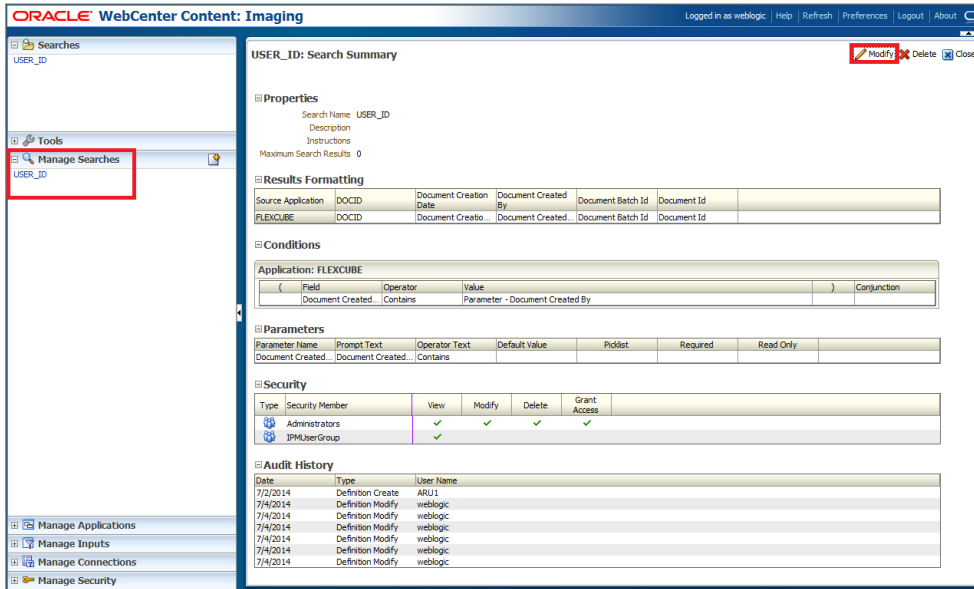 ORACLE WebCenter Content: Imaging
Logged in as weblogic Help Refresh Preferences Logout About
Searches
USER_ID
Tools
Manage Searches
USER_ID
Manage Applications
Manage Inputs
Manage Connections
Manage Security
USER_ID: Search Summary
Modify Delete Close
Properties
Search Name USER_ID
Description
Instructions
Maximum Search Results 0
Results Formatting
Source Application DOCID Document Creation Date Document Created By Document Batch Id Document Id
FLEXCUBE DOCID Document Creatio... Document Created... Document Batch Id Document Id
Conditions
Application: FLEXCUBE
( Field Operator Value ) Conjunction
Document Created... Contains Parameter - Document Created By
Parameters
Parameter Name Prompt Text Operator Text Default Value Picklist Required Read Only
Document Created... Document Created... Contains
Security
Type Security Member View Modify Delete Grant Access
Administrators
IPMUserGroup
Audit History
Date Type User Name
7/2/2014 Definition Create ARU1
7/4/2014 Definition Modify weblogic
7/4/2014 Definition Modify weblogic
7/4/2014 Definition Modify weblogic
7/4/2014 Definition Modify weblogic
7/4/2014 Definition Modify weblogic
7/4/2014 Definition Modify weblogic